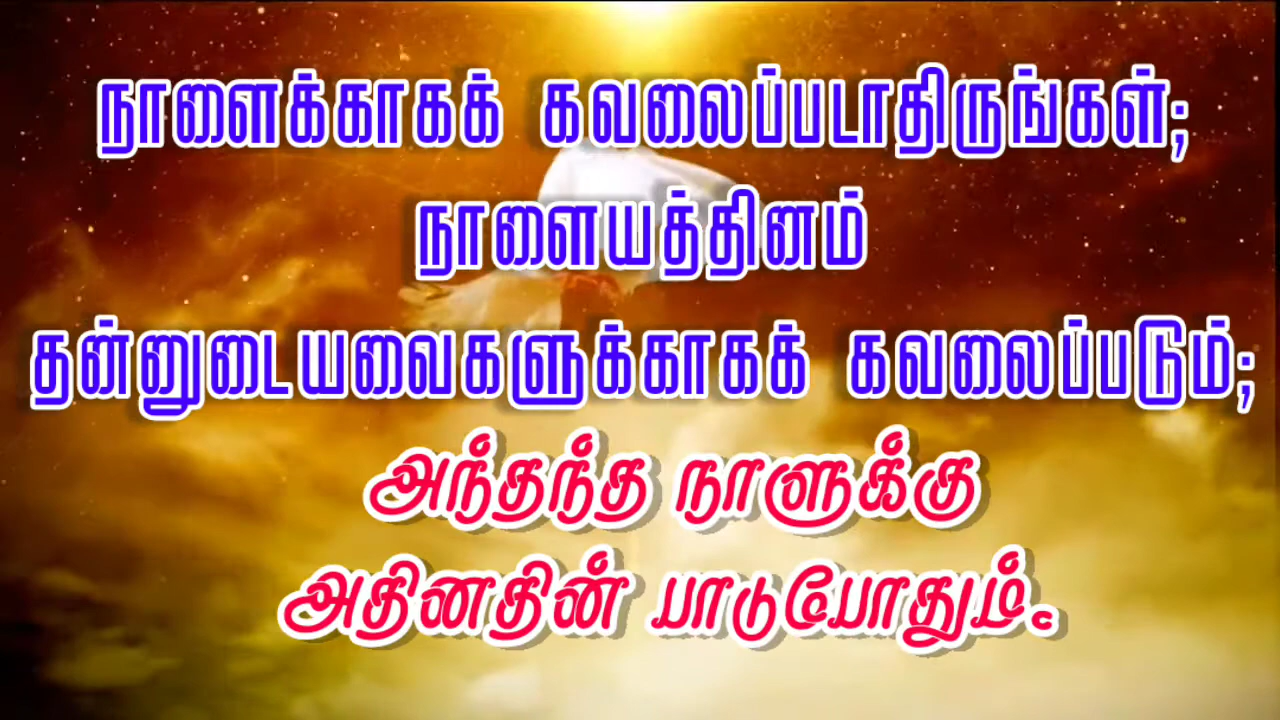 நாளைக்காகக் கவலைப்படாதிருங்கள்;
நாளையத்தினம்
தன்னுடையவைகளுக்காகக் கவலைப்படும்;
அந்தந்த நாளுக்கு
அதினதின் பாடுபோதும்.